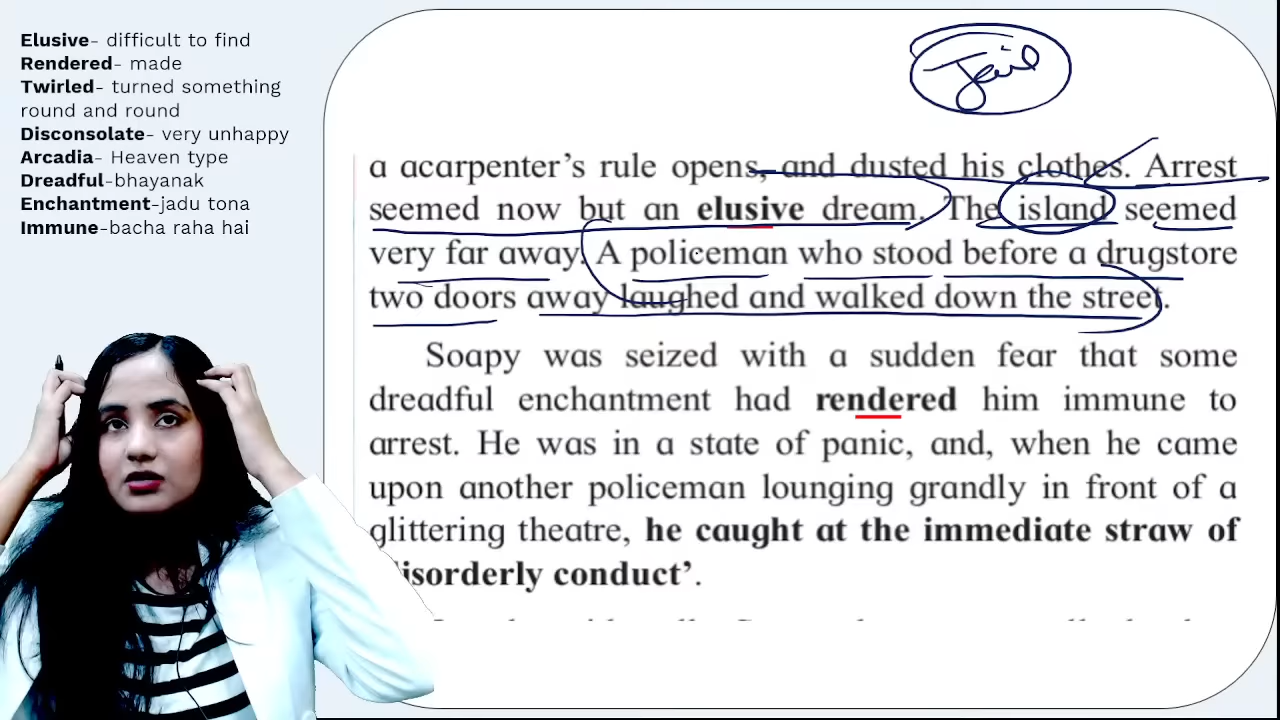 Elusive- difficult to find
Rendered- made
Twirled- turned something
round and round
Disconsolate- very unhappy
Arcadia- Heaven type
Dreadful-bhayanak
Enchantment-jadu tona
Immune-bacha raha hai
Jail
a acarpenter's rule opens, and dusted his clothes. Arrest
seemed now but an elusive dream. The island seemed
very far away. A policeman who stood before a drugstore
two doors away laughed and walked down the street.
Soapy was seized with a sudden fear that some
dreadful enchantment had rendered him immune to
arrest. He was in a state of panic, and, when he came
upon another policeman lounging grandly in front of a
glittering theatre, he caught at the immediate straw of
isorderly conduct'.